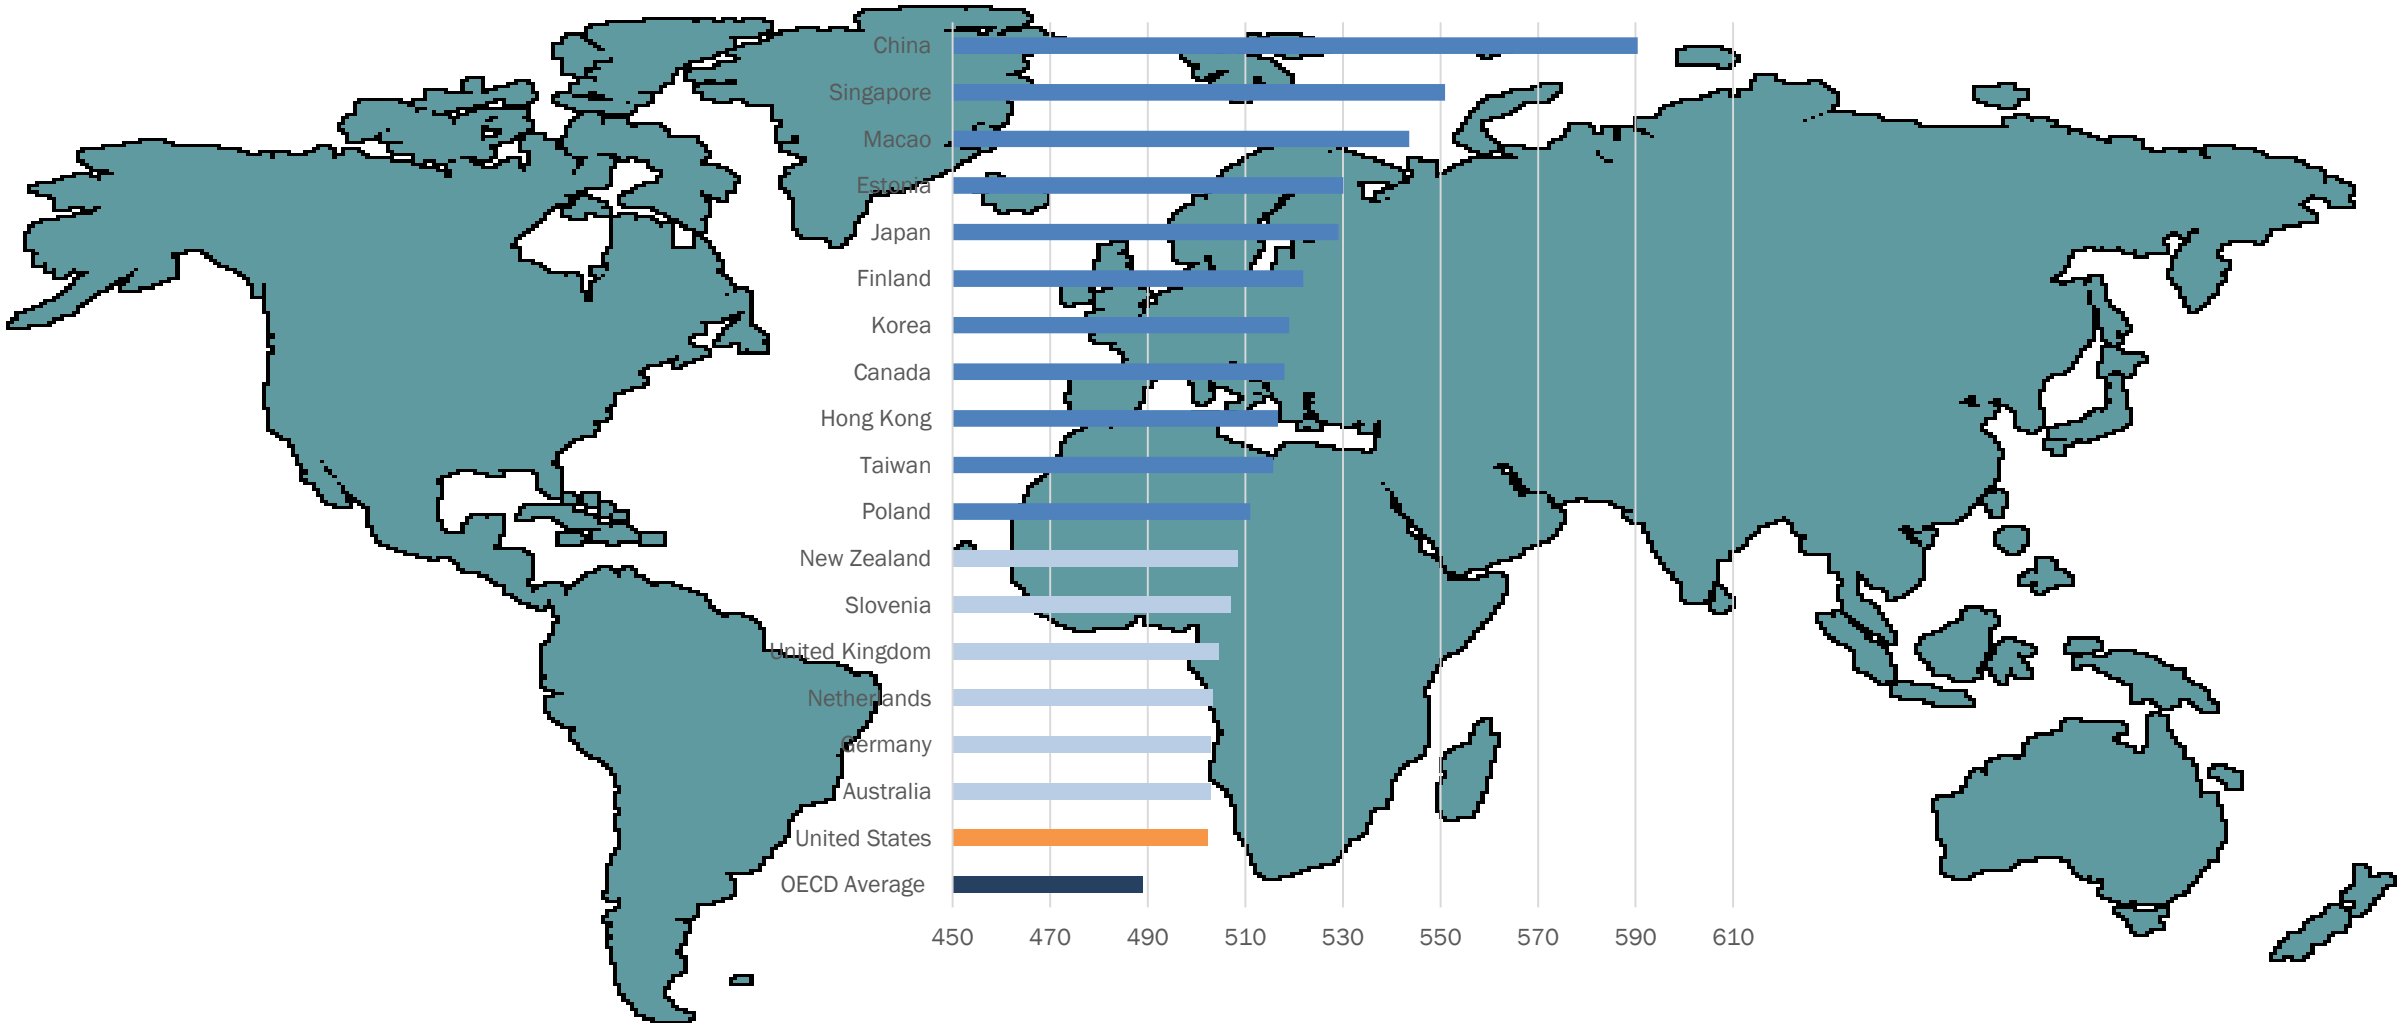 China
Singapore
Macao
Estonia
Japan
Finland
Korea
Canada
Hong Kong
Taiwan
Poland
New Zealand
Slovenia
United Kingdom
Netherlands
Germany
Australia
United States
OECD Average
450 470 490 510 530 550 570 590 610